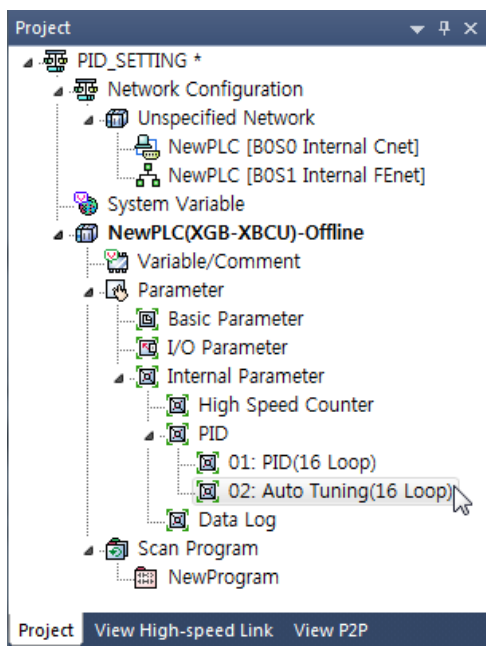 Project
PID_SETTING *
Network Configuration
Unspecified Network
NewPLC [B0S0 Internal Cnet]
NewPLC [B0S1 Internal FEnet]
System Variable
NewPLC(XGB-XBCU)-Offline
Variable/Comment
Parameter
Basic Parameter
I/O Parameter
Internal Parameter
High Speed Counter
PID
01: PID(16 Loop)
02: Auto Tuning(16 Loop)
Data Log
Scan Program
NewProgram
Project View High-speed Link View P2P